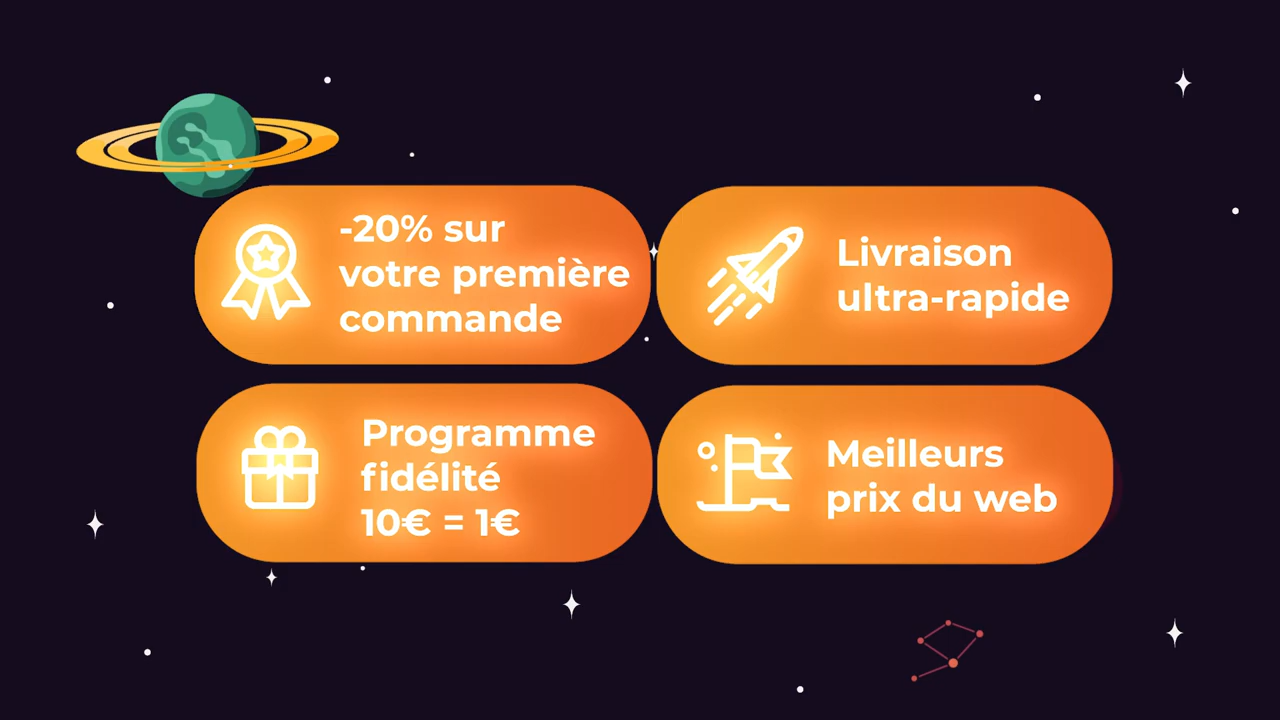 -20% sur
votre première
commande
Livraison
ultra-rapide
Programme
fidélité
10€ = 1€
Meilleurs
prix du web